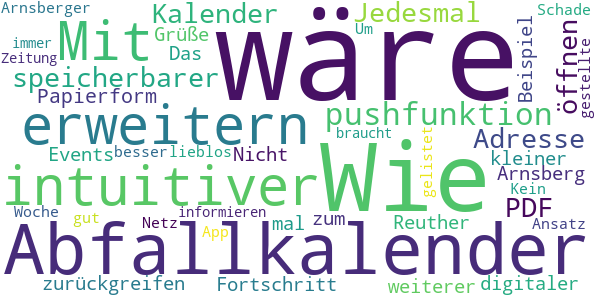 Arnsberger
Kalender
Jedesmal
Schade
immer
Mit
Grüße
wäre
Um
Beispiel
öffnen
gestellte
Zeitung
Das
speicherbarer
Papierform
pushfunktion
erweitern
braucht
Adresse
Events
besser
lieblos
Nicht
gelistet
kleiner
intuitiver
Wie
Arnsberg
Kein
PDF
Woche
gut
Netz
informieren
mal
zum
App
Reuther
Ansatz
Abfallkalender
zurückgreifen
Fortschritt
weiterer
digitaler